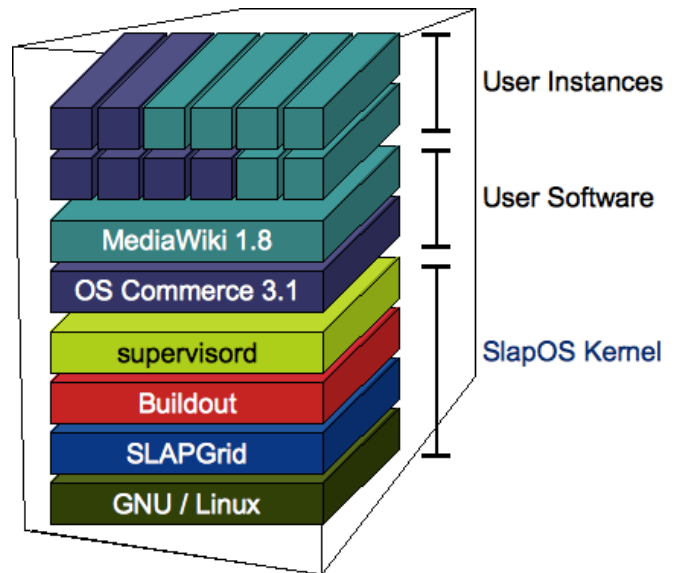 User Instances
User Software
MediaWiki 1.8
OS Commerce 3.1
supervisord
SlapOS Kernel
Buildout
SLAPGrid
GNU / Linux